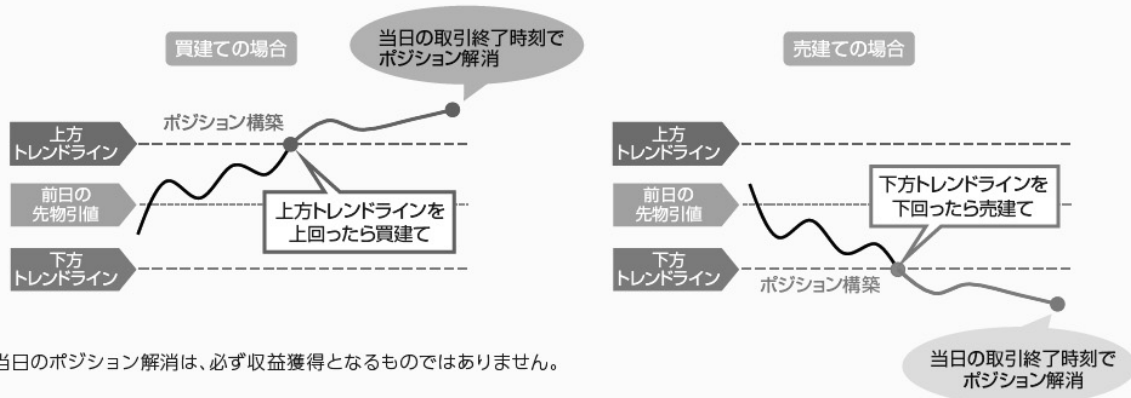 買建ての場合
当日の取引終了時刻で
ポジション解消
ポジション構築
上方
トレンドライン
前日の
先物引値
下方
トレンドライン
上方トレンドラインを
上回ったら買建て
売建ての場合
上方
トレンドライン
前日の
先物引値
下方
トレンドライン
下方トレンドラインを
下回ったら売建て
ポジション構築
当日の取引終了時刻で
ポジション解消
当日のポジション解消は、必ず収益獲得となるものではありません。